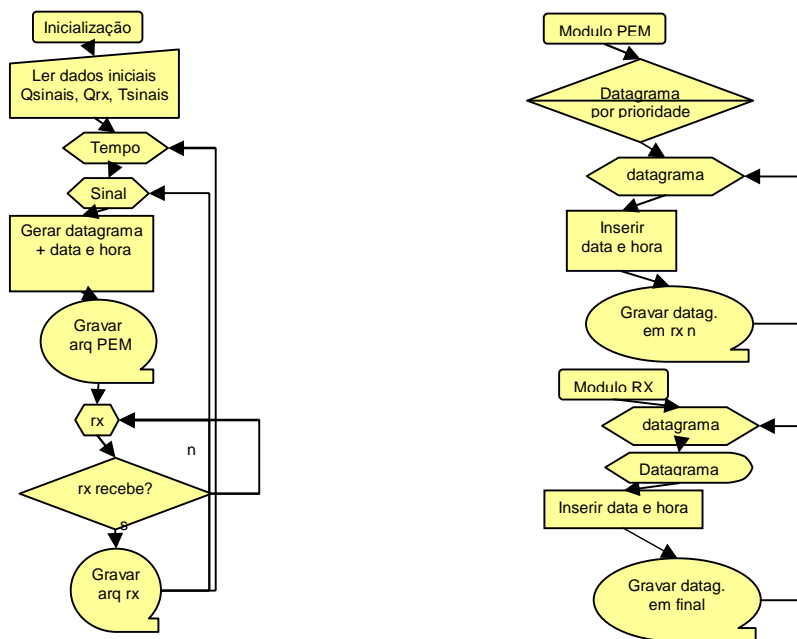 Inicialização
Ler dados iniciais
Qsinais, Qrx, Tsinais
Tempo
Sinal
Gerar datagrama
+ data e hora
Gravar
arq PEM
rx
n
rx recebe?
s
Gravar
arq rx
Modulo PEM
Datagrama
por prioridade
datagrama
Inserir
data e hora
Gravar datag.
em rx n
Modulo RX
datagrama
Datagrama
Inserir data e hora
Gravar datag.
em final